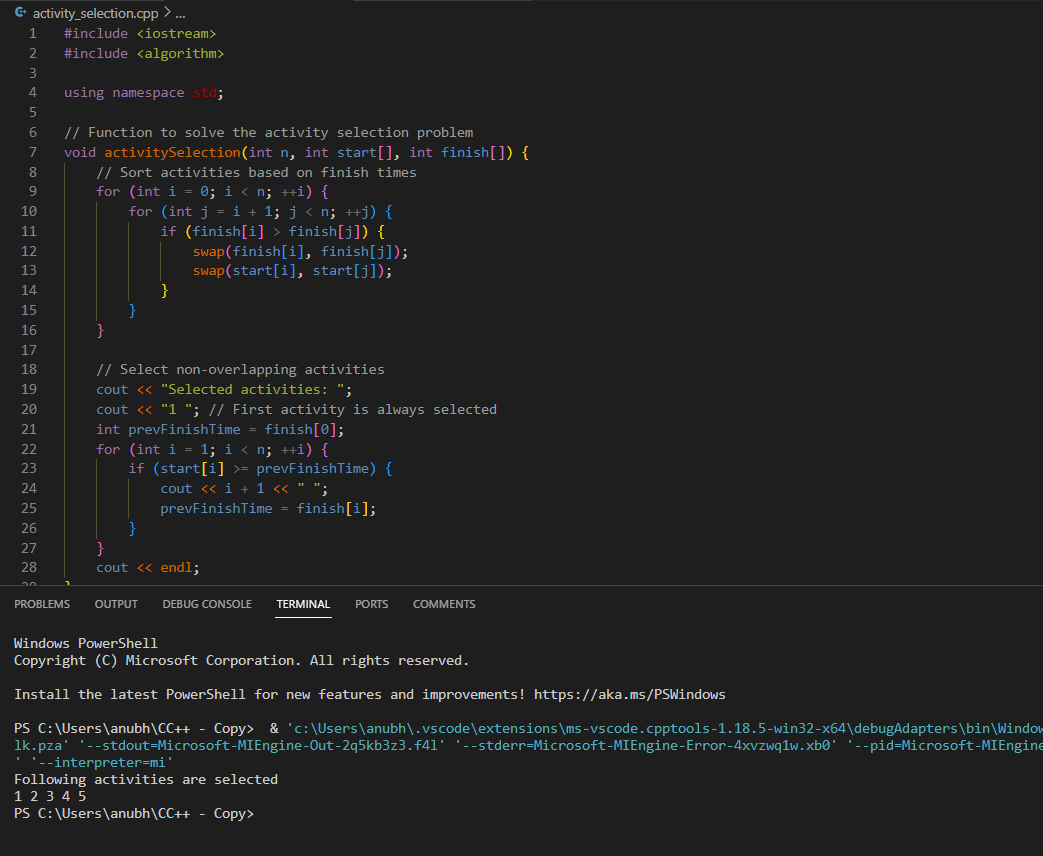 activity_selection.cpp > ...
1 #include <iostream>
2 #include <algorithm>
3
4 using namespace std;
5
6 // Function to solve the activity selection problem
7 void activitySelection(int n, int start[], int finish[]) {
8     // Sort activities based on finish times
9     for (int i = 0; i < n; ++i) {
10         for (int j = i + 1; j < n; ++j) {
11             if (finish[i] > finish[j]) {
12                 swap(finish[i], finish[j]);
13                 swap(start[i], start[j]);
14             }
15         }
16     }
17
18     // Select non-overlapping activities
19     cout << "Selected activities: ";
20     cout << "1 "; // First activity is always selected
21     int prevFinishTime = finish[0];
22     for (int i = 1; i < n; ++i) {
23         if (start[i] >= prevFinishTime) {
24             cout << i + 1 << " ";
25             prevFinishTime = finish[i];
26         }
27     }
28     cout << endl;
29 }
PROBLEMS OUTPUT DEBUG CONSOLE TERMINAL PORTS COMMENTS
Windows PowerShell
Copyright (C) Microsoft Corporation. All rights reserved.
Install the latest PowerShell for new features and improvements! https://aka.ms/PSWindows
PS C:\Users\anubh\CC++ - Copy>  & 'c:\Users\anubh\.vscode\extensions\ms-vscode.cpptools-1.18.5-win32-x64\debugAdapters\bin\Window
lk.pza' '--stdout=Microsoft-MIEngine-Out-2q5kb3z3.f4l' '--stderr=Microsoft-MIEngine-Error-4xvzwq1w.xb0' '--pid=Microsoft-MIEngine
' '--interpreter=mi'
Following activities are selected
1 2 3 4 5
PS C:\Users\anubh\CC++ - Copy>